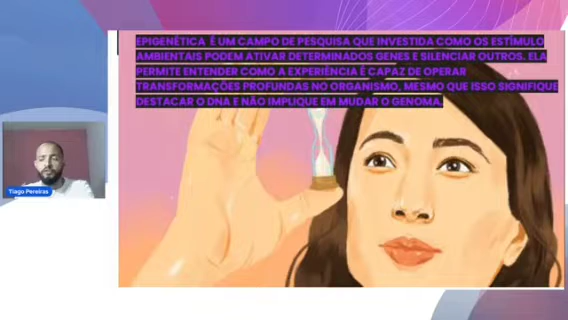 EPIGENÉTICA É UM CAMPO DE PESQUISA QUE INVESTIDA COMO OS ESTÍMULO
AMBIENTAIS PODEM ATIVAR DETERMINADOS GENES E SILENCIAR OUTROS. ELA
PERMITE ENTENDER COMO A EXPERIÊNCIA É CAPAZ DE OPERAR
TRANSFORMAÇÕES PROFUNDAS NO ORGANISMO, MESMO QUE ISSO SIGNIFIQUE
DESTACAR O DNA E NÃO IMPLIQUE EM MUDAR O GENOMA.
Tiagu Pereiras